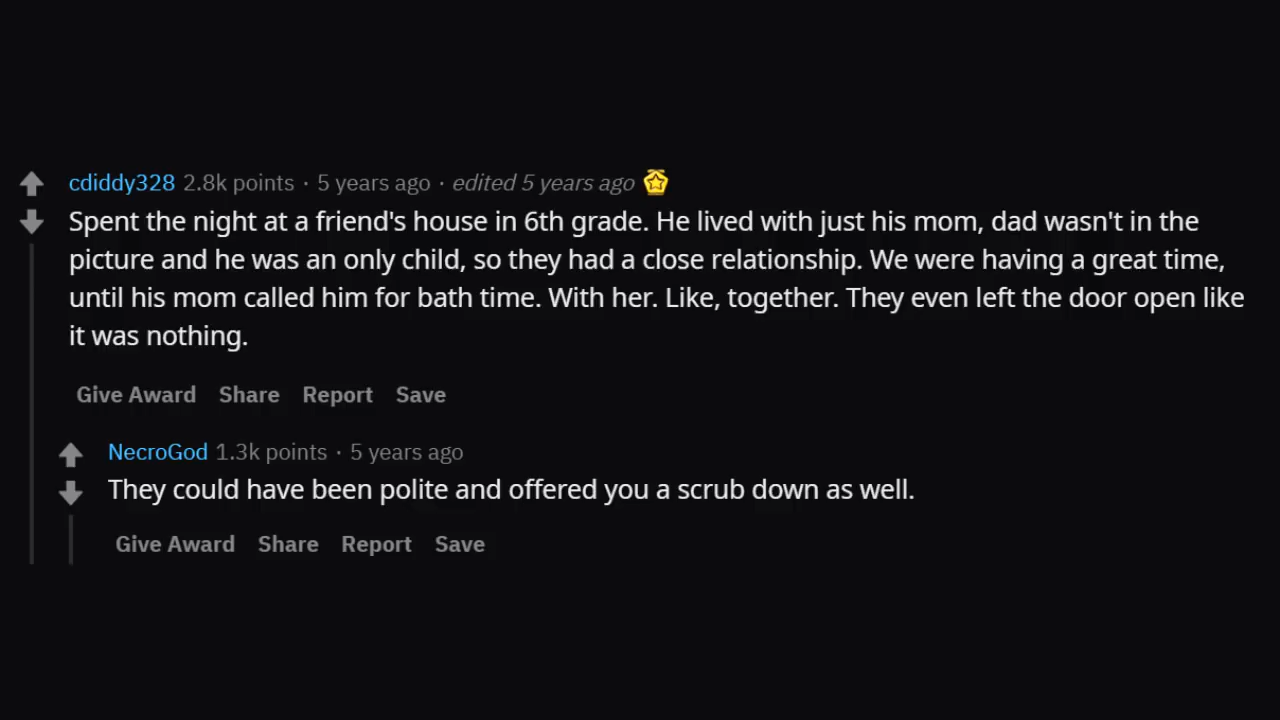 cdiddy328 2.8k points · 5 years ago · edited 5 years ago
Spent the night at a friend's house in 6th grade. He lived with just his mom, dad wasn't in the
picture and he was an only child, so they had a close relationship. We were having a great time,
until his mom called him for bath time. With her. Like, together. They even left the door open like
it was nothing.
Give Award Share Report Save
NecroGod 1.3k points · 5 years ago
They could have been polite and offered you a scrub down as well.
Give Award Share Report Save